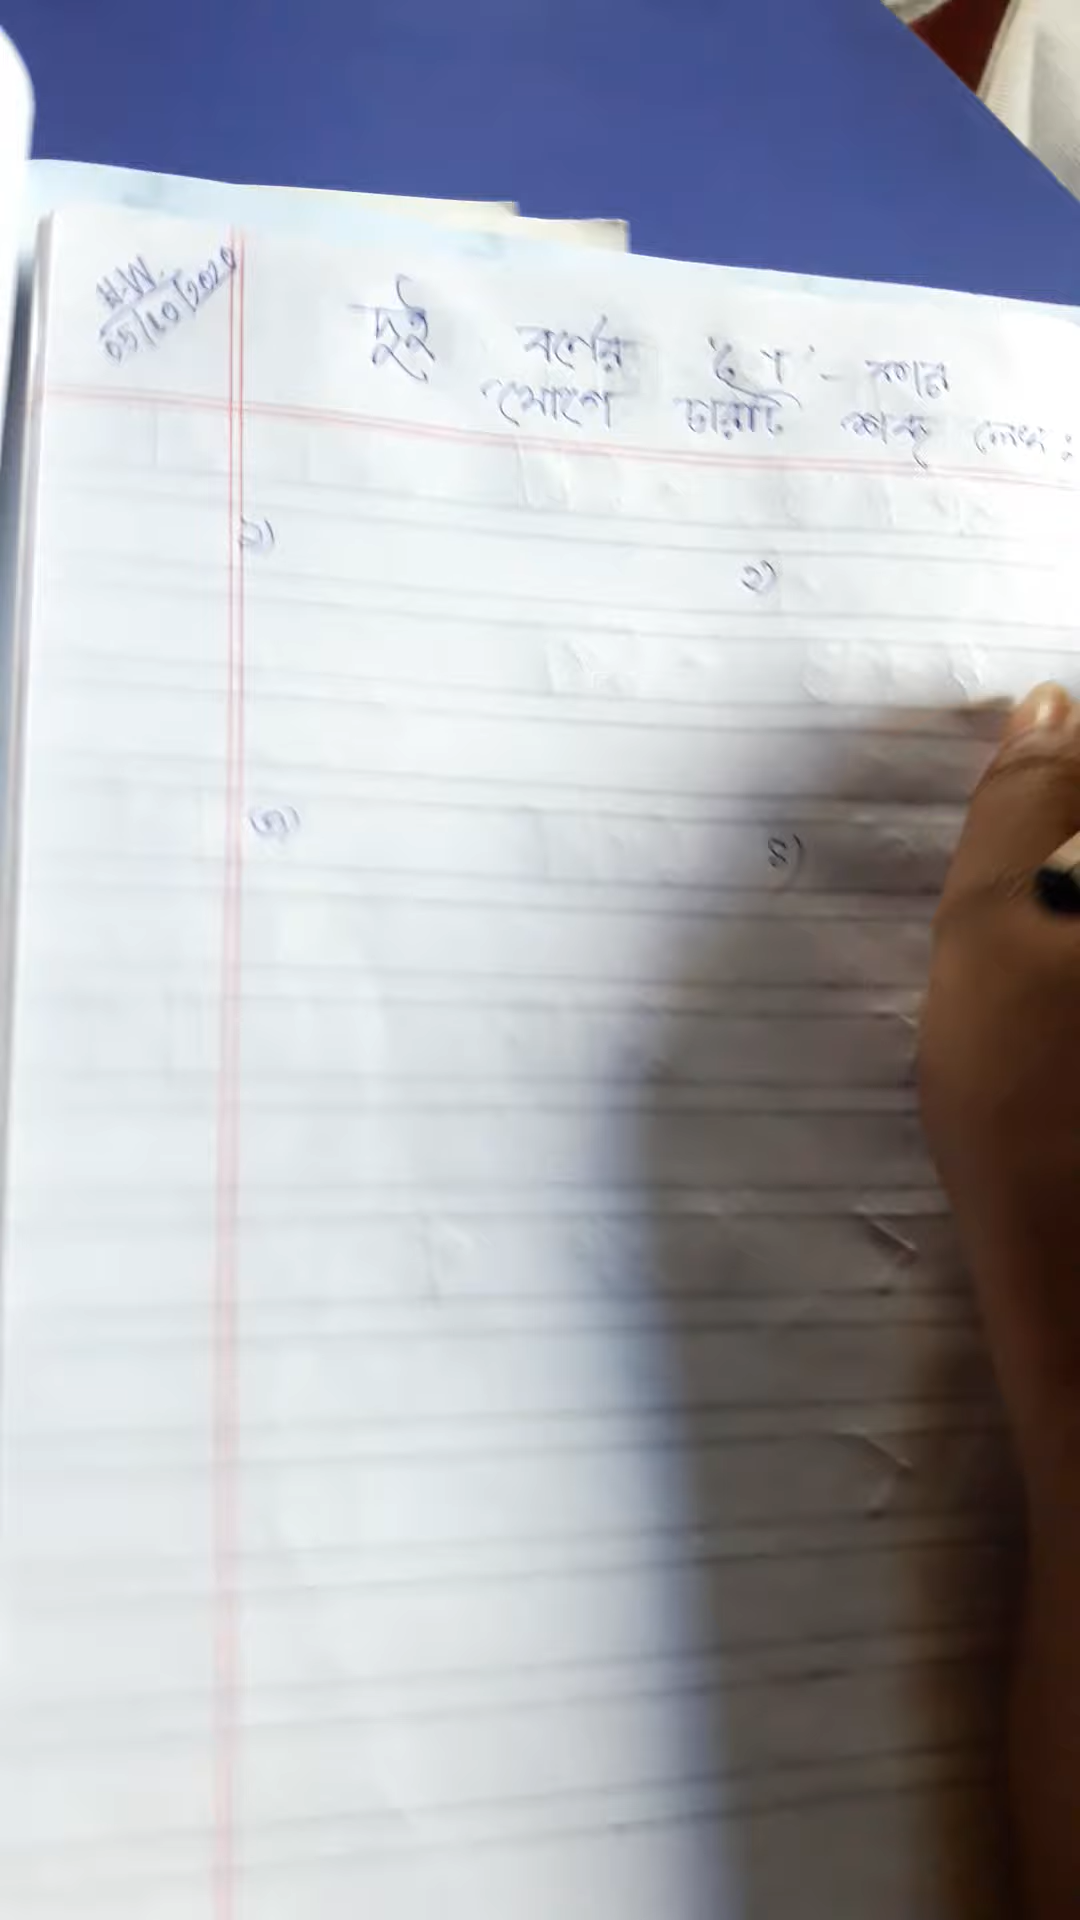 H.W.
05/10/2020
দুই বর্ণের 'ো' - কার
যোগে চারটি শব্দ লেখ :
১)
২)
৩)
৪)